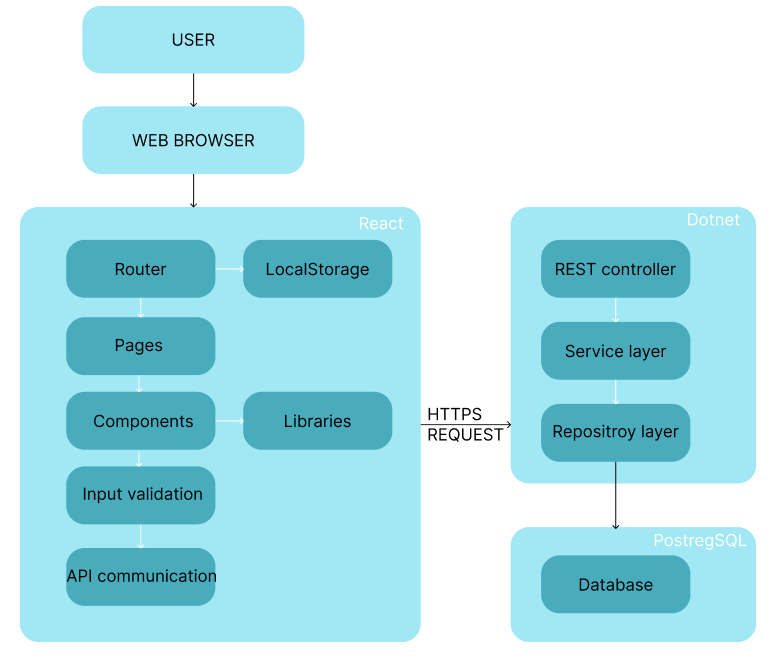 USER
WEB BROWSER
React
Router
LocalStorage
Pages
Components
Libraries
Input validation
API communication
HTTPS
REQUEST
Dotnet
REST controller
Service layer
Repositroy layer
PostregSQL
Database